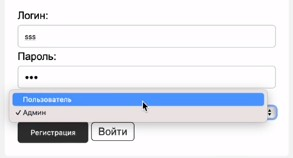 Логин:
sss
Пароль:
•••
Пользователь
✓ Админ
Регистрация Войти